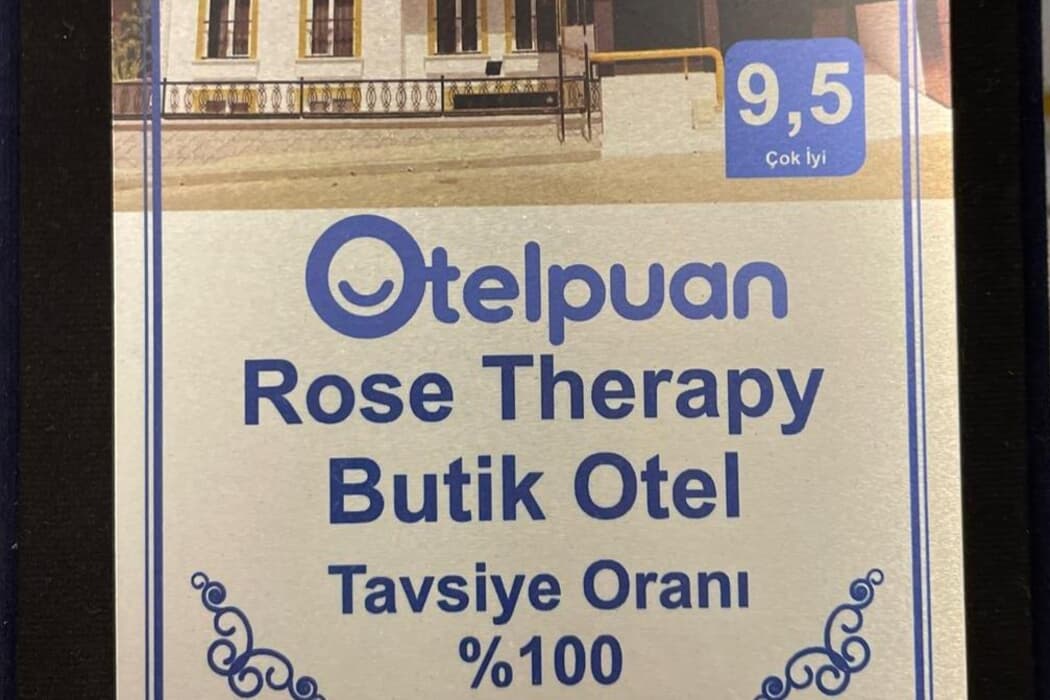 9,5
Çok İyi
Otelpuan
Rose Therapy
Butik Otel
Tavsiye Oranı
%100